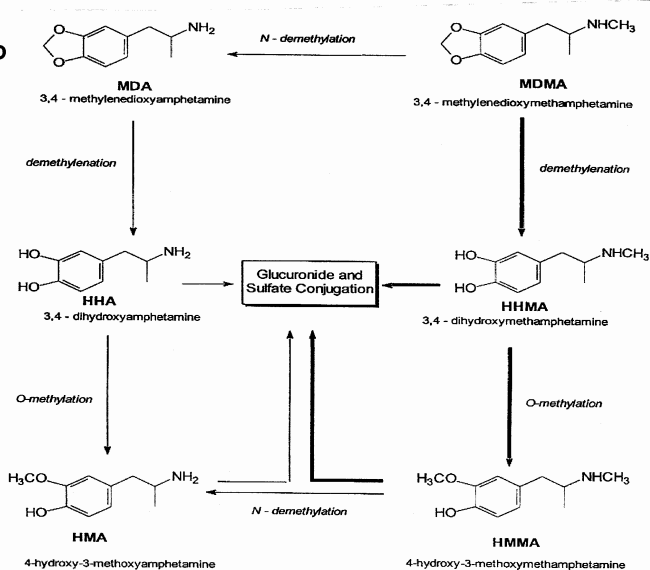 D
O
O
NH2
N - demethylation
O
O
NHCH3
MDA
3,4 - methylenedioxyamphetamine
MDMA
3,4 - methylenedioxymethamphetamine
demethylenation
demethylenation
HO
HO
NH2
Glucuronide and
Sulfate Conjugation
HO
HO
NHCH3
HHA
3,4 - dihydroxyamphetamine
HHMA
3,4 - dihydroxymethamphetamine
O-methylation
O-methylation
H3CO
HO
NH2
N - demethylation
H3CO
HO
NHCH3
HMA
4-hydroxy-3-methoxyamphetamine
HMMA
4-hydroxy-3-methoxymethamphetamine